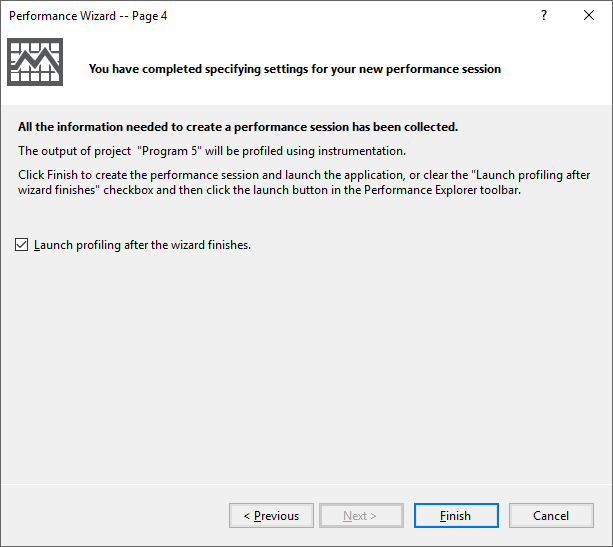 Performance Wizard -- Page 4
?
You have completed specifying settings for your new performance session
All the information needed to create a performance session has been collected.
The output of project  "Program 5" will be profiled using instrumentation.
Click Finish to create the performance session and launch the application, or clear the "Launch profiling after
wizard finishes" checkbox and then click the launch button in the Performance Explorer toolbar.
Launch profiling after the wizard finishes.
< Previous
Next >
Finish
Cancel